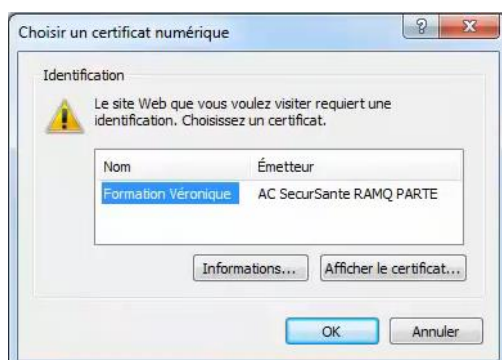 Choisir un certificat numérique
Identification
Le site Web que vous voulez visiter requiert une
identification. Choisissez un certificat.
Nom Émetteur
Formation Véronique AC SecurSante RAMQ PARTE
Informations... Afficher le certificat...
OK Annuler